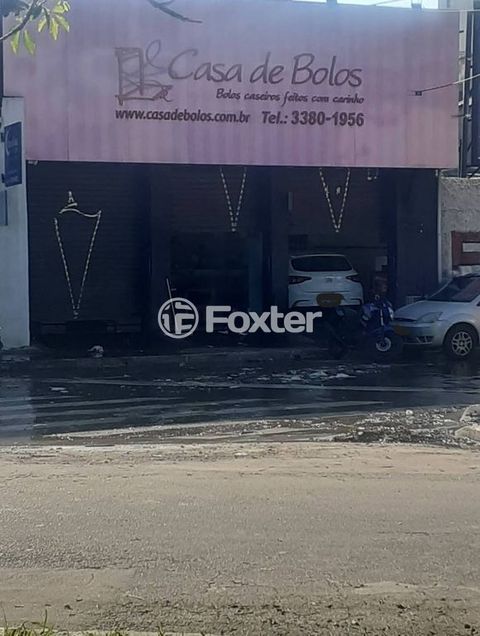 Casa de Bolos
Bolos caseiros feitos com carinho
www.casadebolos.com.br Tel.: 3380-1956
Foxter